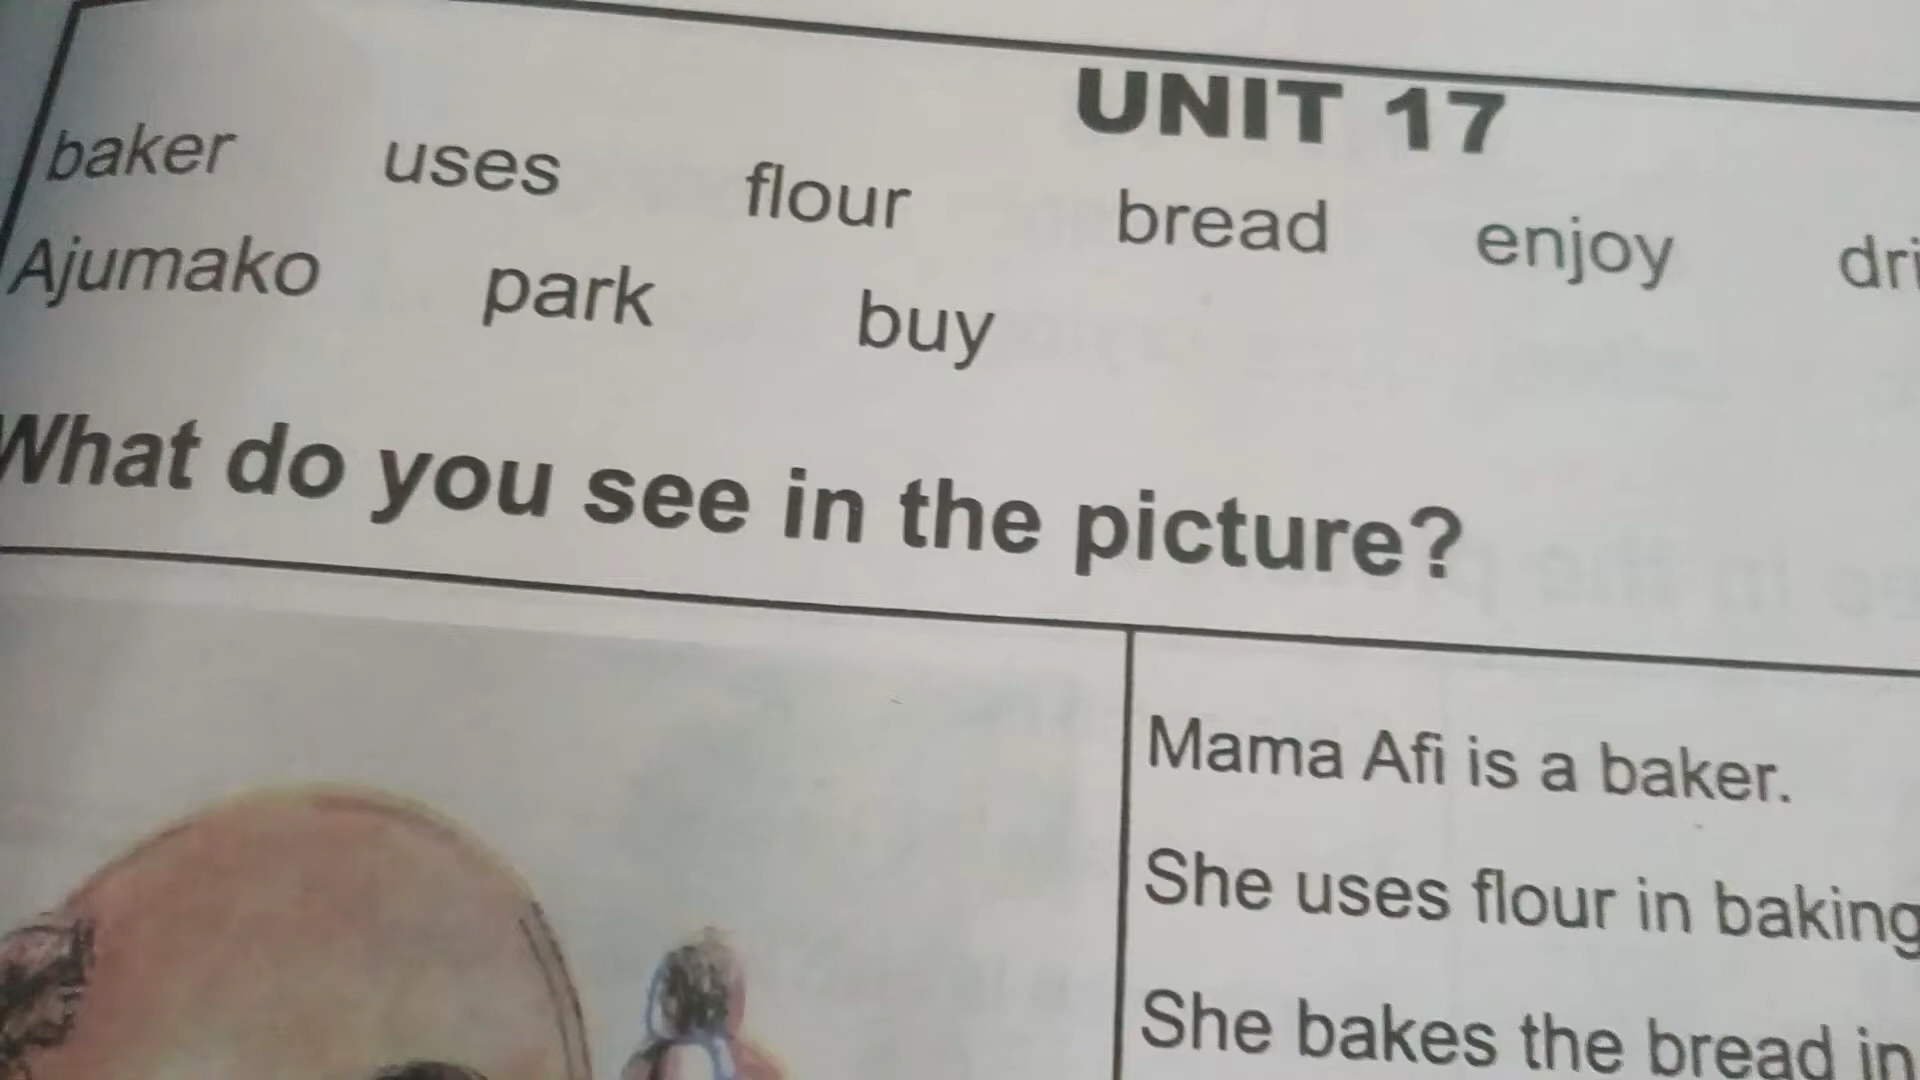 UNIT 17
baker uses flour bread enjoy
Ajumako park buy
What do you see in the picture?
Mama Afi is a baker.
She uses flour in baking
She bakes the bread in